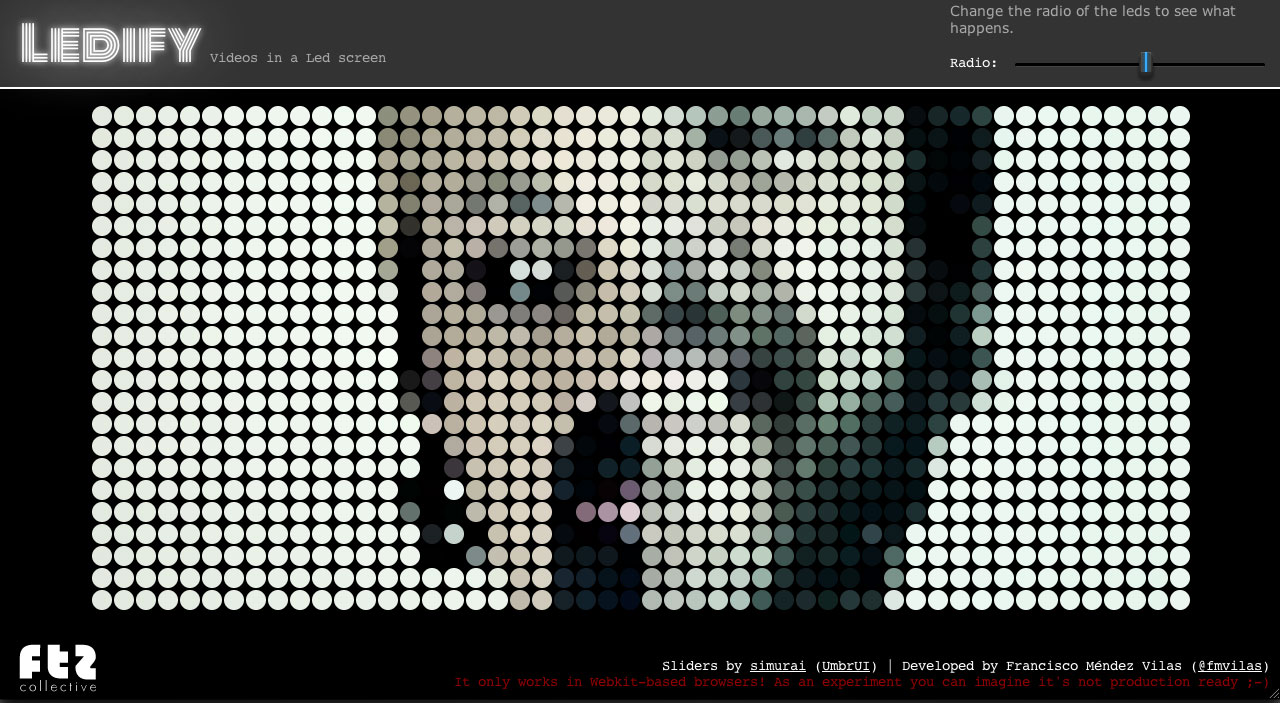 LEDIFY
Videos in a Led screen
Change the radio of the leds to see what
happens.
Radio:
ftz
collective
Sliders by simurai (UmbrUI) | Developed by Francisco Méndez Vilas (@fmvilas)
It only works in Webkit-based browsers! As an experiment you can imagine it's not production ready ;-)